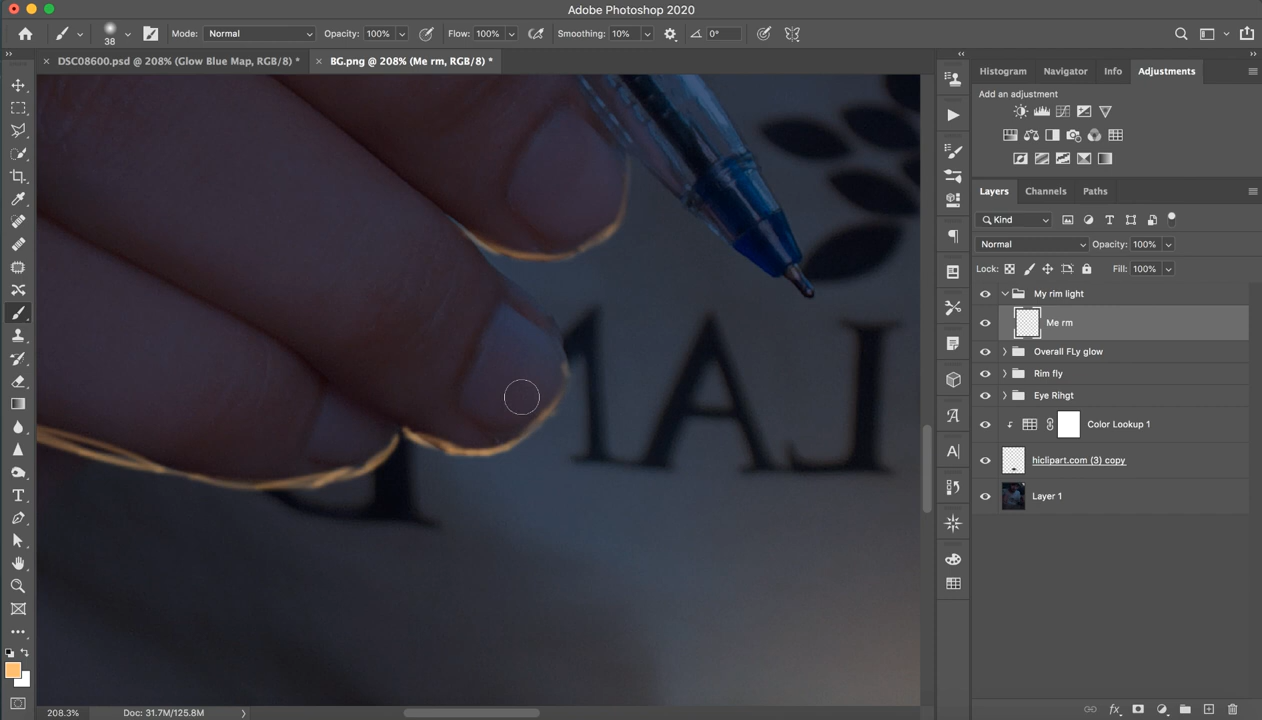 Adobe Photoshop 2020
38
Mode: Normal
Opacity: 100%
Flow: 100%
Smoothing: 10%
0°
DSC08600.psd @ 208% (Glow Blue Map, RGB/8) *
BG.png @ 208% (Me rm, RGB/8) *
Histogram
Navigator
Info
Adjustments
Add an adjustment
Layers
Channels
Paths
Kind
Normal
Opacity: 100%
Lock:
Fill: 100%
My rim light
Me rm
Overall FLy glow
Rim fly
Eye Rihgt
Color Lookup 1
hiclipart.com (3) copy
Layer 1
208.3%
Doc: 31.7M/125.8M